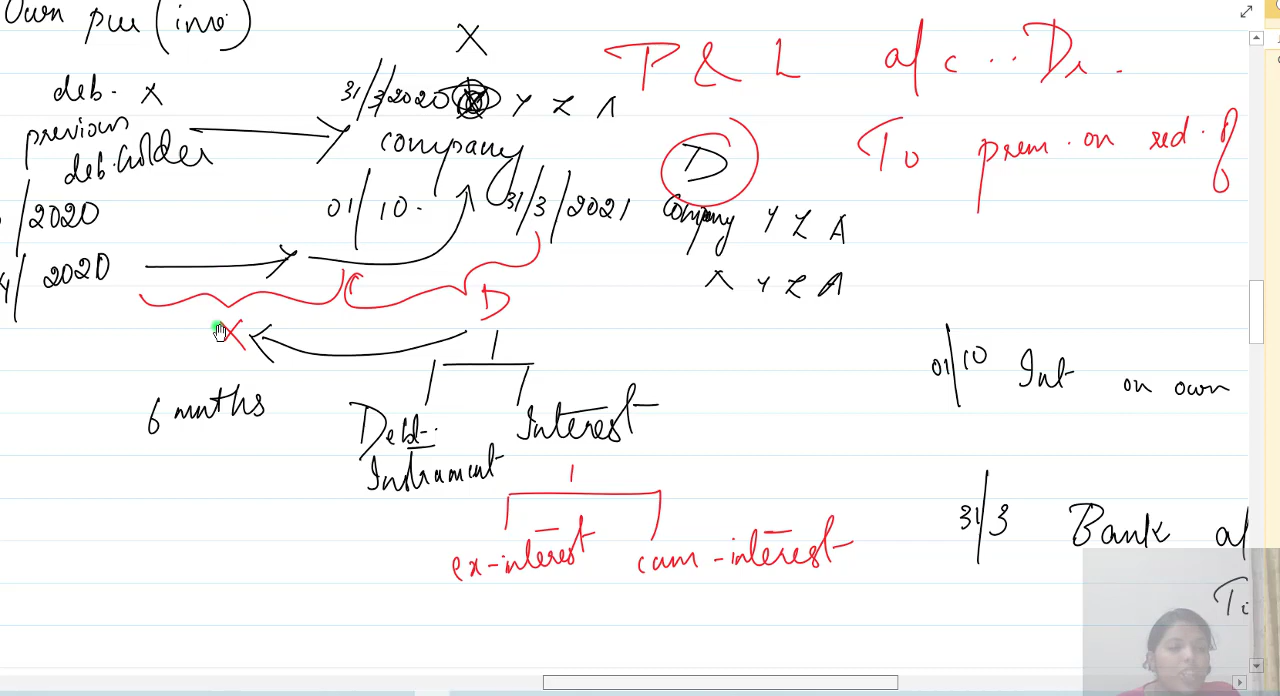 Own pur (inv)
X
P & L a/c ... Dr.
deb. X
31/3/2020 X Y Z A
previous
deb.holder
company
D
To prem. on red. of
/2020
01/10.
31/3/2021
company Y Z A
/ 2020
X Y Z A
X
D
01/10 Int on own
6 months
Debt.
Instrument
Interest
31/3 Bank a/
ex-interest
cum-interest